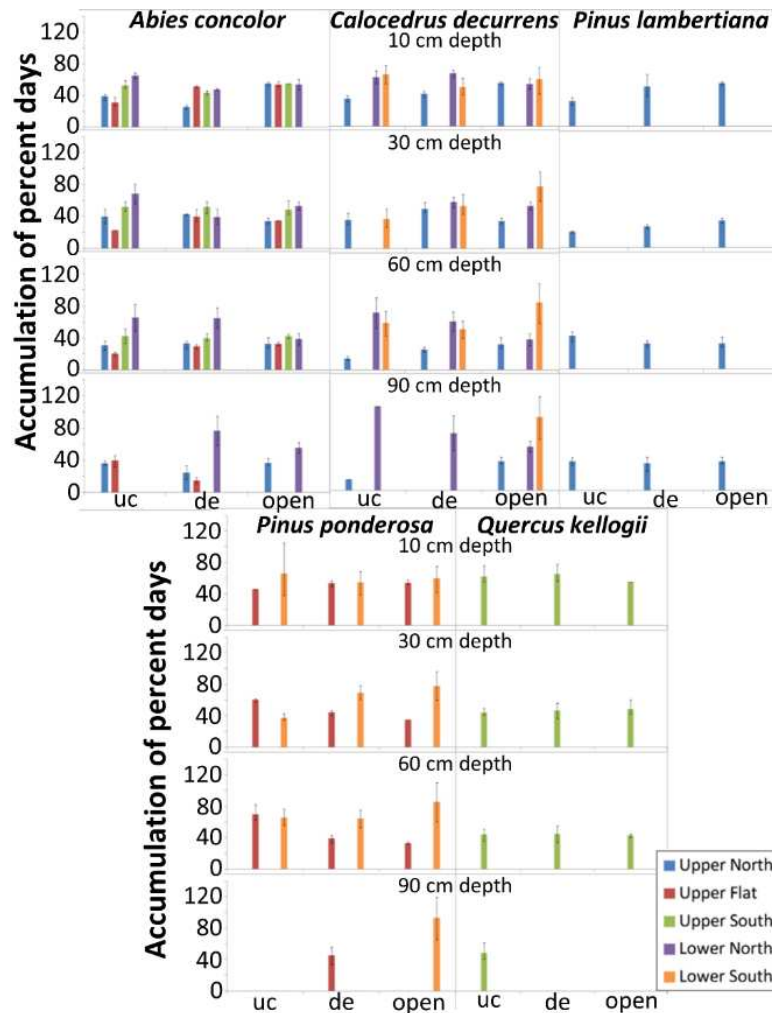 Abies concolor Calocedrus decurrens Pinus lambertiana
10 cm depth
120
80
40
0
30 cm depth
120
80
40
0
60 cm depth
120
80
40
0
90 cm depth
120
80
40
0
Accumulation of percent days
uc de open uc de open uc de open
Pinus ponderosa Quercus kellogii
10 cm depth
120
80
40
0
30 cm depth
120
80
40
0
60 cm depth
120
80
40
0
90 cm depth
120
80
40
0
Accumulation of percent days
uc de open uc de open
Upper North
Upper Flat
Upper South
Lower North
Lower South